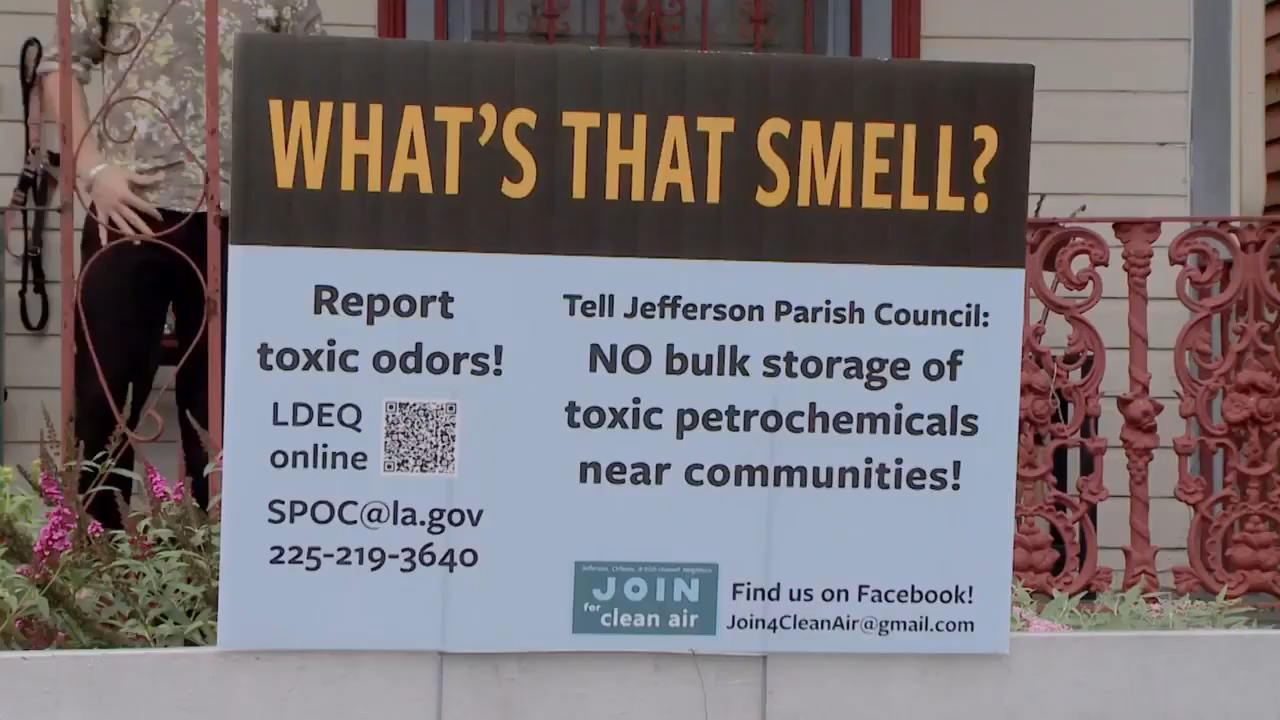 WHAT'S THAT SMELL?
Report
toxic odors!
LDEQ
online
SPOC@la.gov
225-219-3640
Tell Jefferson Parish Council:
NO bulk storage of
toxic petrochemicals
near communities!
JOIN
for
clean air
Find us on Facebook!
Join4CleanAir@gmail.com